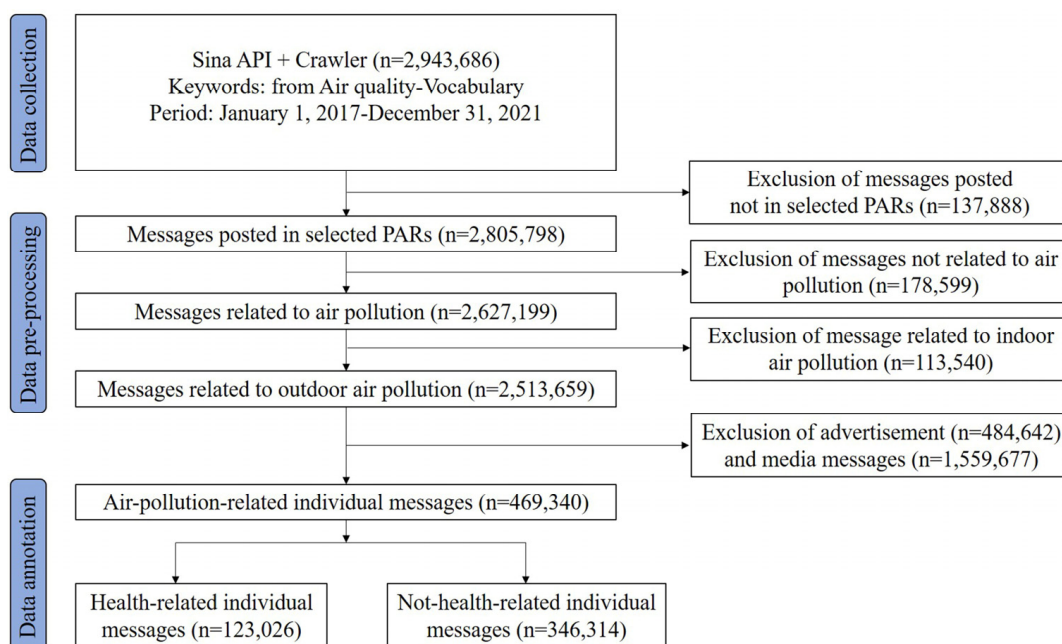 Data collection
Sina API + Crawler (n=2,943,686)
Keywords: from Air quality-Vocabulary
Period: January 1, 2017-December 31, 2021
Exclusion of messages posted
not in selected PARs (n=137,888)
Data pre-processing
Messages posted in selected PARs (n=2,805,798)
Exclusion of messages not related to air
pollution (n=178,599)
Messages related to air pollution (n=2,627,199)
Exclusion of message related to indoor
air pollution (n=113,540)
Messages related to outdoor air pollution (n=2,513,659)
Exclusion of advertisement (n=484,642)
and media messages (n=1,559,677)
Data annotation
Air-pollution-related individual messages (n=469,340)
Health-related individual
messages (n=123,026)
Not-health-related individual
messages (n=346,314)